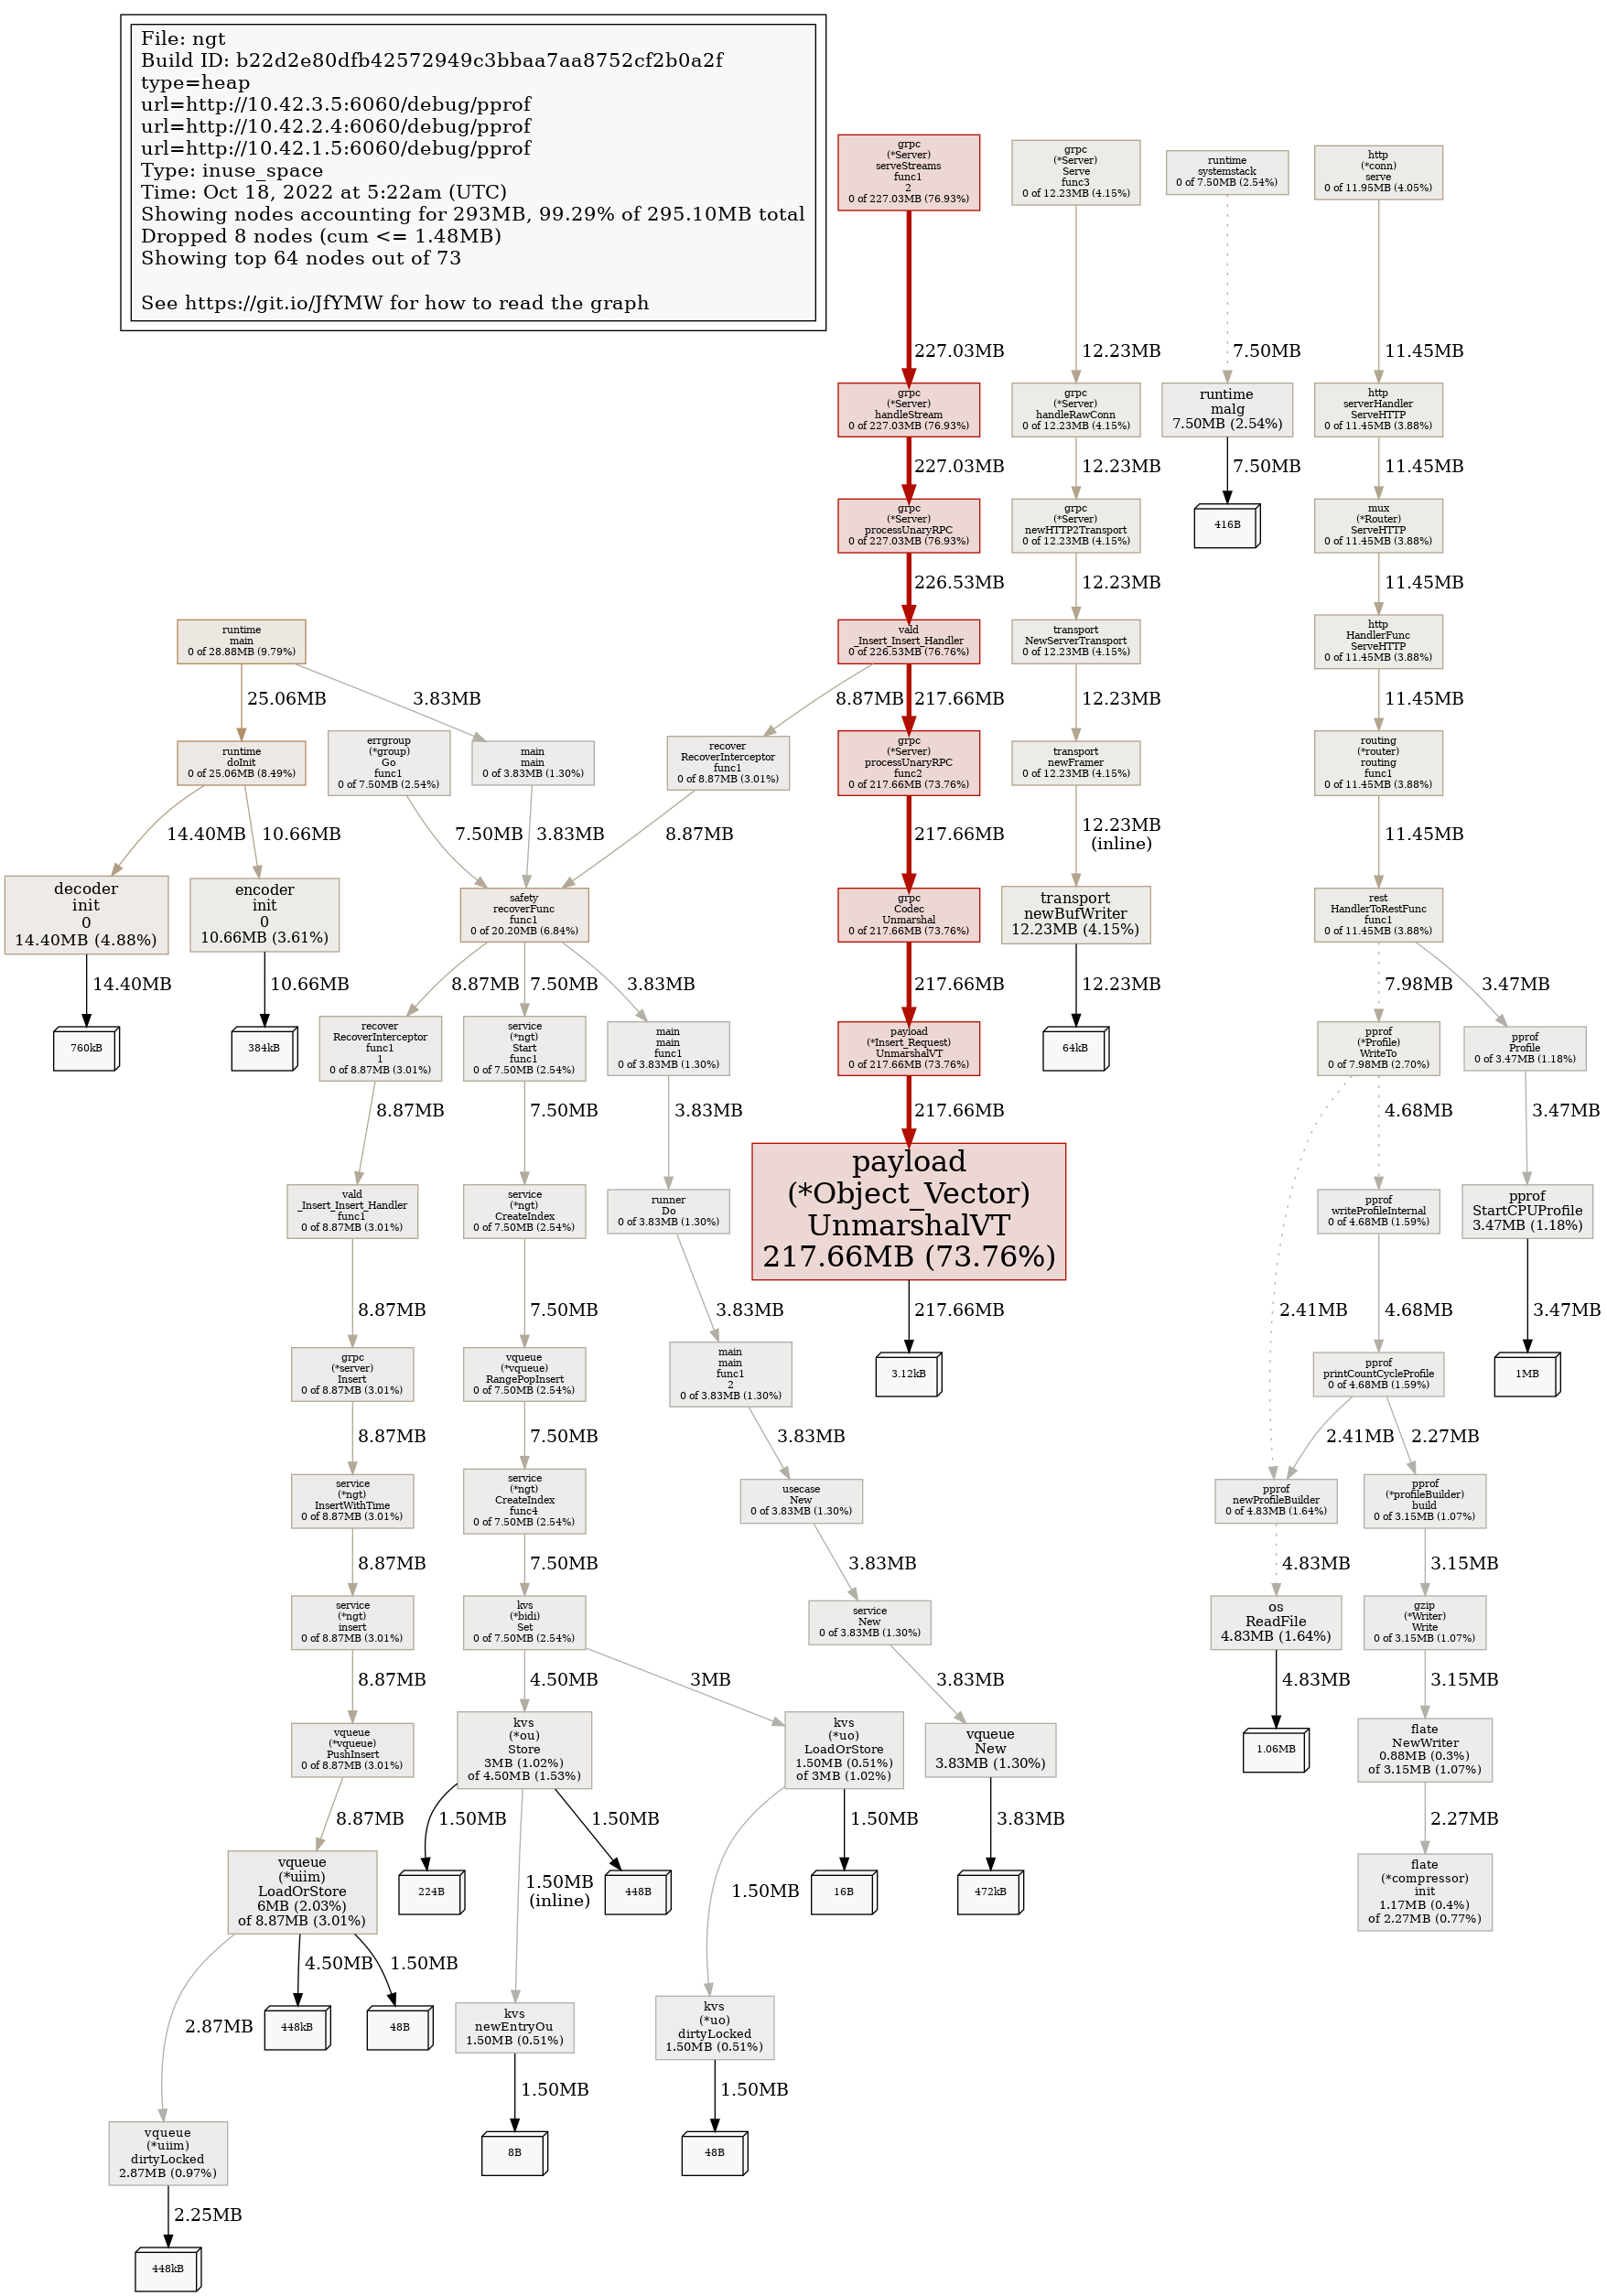 File: ngt
Build ID: b22d2e80dfb42572949c3bbaa7aa8752cf2b0a2f
type=heap
url=http://10.42.3.5:6060/debug/pprof
url=http://10.42.2.4:6060/debug/pprof
url=http://10.42.1.5:6060/debug/pprof
Type: inuse_space
Time: Oct 18, 2022 at 5:22am (UTC)
Showing nodes accounting for 293MB, 99.29% of 295.10MB total
Dropped 8 nodes (cum <= 1.48MB)
Showing top 64 nodes out of 73
See https://git.io/JfYMW for how to read the graph
grpc
(*Server)
serveStreams
func1
2
0 of 227.03MB (76.93%)
grpc
(*Server)
Serve
func3
0 of 12.23MB (4.15%)
runtime
systemstack
0 of 7.50MB (2.54%)
http
(*conn)
serve
0 of 11.95MB (4.05%)
227.03MB
12.23MB
7.50MB
11.45MB
grpc
(*Server)
handleStream
0 of 227.03MB (76.93%)
grpc
(*Server)
handleRawConn
0 of 12.23MB (4.15%)
runtime
malg
7.50MB (2.54%)
http
serverHandler
ServeHTTP
0 of 11.45MB (3.88%)
227.03MB
12.23MB
7.50MB
11.45MB
grpc
(*Server)
processUnaryRPC
0 of 227.03MB (76.93%)
grpc
(*Server)
newHTTP2Transport
0 of 12.23MB (4.15%)
416B
mux
(*Router)
ServeHTTP
0 of 11.45MB (3.88%)
226.53MB
12.23MB
11.45MB
runtime
main
0 of 28.88MB (9.79%)
vald
_Insert_Insert_Handler
0 of 226.53MB (76.76%)
transport
NewServerTransport
0 of 12.23MB (4.15%)
http
HandlerFunc
ServeHTTP
0 of 11.45MB (3.88%)
25.06MB
3.83MB
8.87MB
217.66MB
12.23MB
11.45MB
runtime
doInit
0 of 25.06MB (8.49%)
errgroup
(*group)
Go
func1
0 of 7.50MB (2.54%)
main
main
0 of 3.83MB (1.30%)
recover
RecoverInterceptor
func1
0 of 8.87MB (3.01%)
grpc
(*Server)
processUnaryRPC
func2
0 of 217.66MB (73.76%)
transport
newFramer
0 of 12.23MB (4.15%)
routing
(*router)
routing
func1
0 of 11.45MB (3.88%)
14.40MB
10.66MB
7.50MB
3.83MB
8.87MB
217.66MB
12.23MB
(inline)
11.45MB
decoder
init
0
14.40MB (4.88%)
encoder
init
0
10.66MB (3.61%)
safety
recoverFunc
func1
0 of 20.20MB (6.84%)
grpc
Codec
Unmarshal
0 of 217.66MB (73.76%)
transport
newBufWriter
12.23MB (4.15%)
rest
HandlerToRestFunc
func1
0 of 11.45MB (3.88%)
14.40MB
10.66MB
8.87MB
7.50MB
3.83MB
217.66MB
12.23MB
7.98MB
3.47MB
760kB
384kB
recover
RecoverInterceptor
func1
1
0 of 8.87MB (3.01%)
service
(*ngt)
Start
func1
0 of 7.50MB (2.54%)
main
main
func1
0 of 3.83MB (1.30%)
payload
(*Insert_Request)
UnmarshalVT
0 of 217.66MB (73.76%)
64kB
pprof
(*Profile)
WriteTo
0 of 7.98MB (2.70%)
pprof
Profile
0 of 3.47MB (1.18%)
8.87MB
7.50MB
3.83MB
217.66MB
4.68MB
3.47MB
vald
_Insert_Insert_Handler
func1
0 of 8.87MB (3.01%)
service
(*ngt)
CreateIndex
0 of 7.50MB (2.54%)
runner
Do
0 of 3.83MB (1.30%)
payload
(*Object_Vector)
UnmarshalVT
217.66MB (73.76%)
pprof
writeProfileInternal
0 of 4.68MB (1.59%)
pprof
StartCPUProfile
3.47MB (1.18%)
8.87MB
7.50MB
3.83MB
217.66MB
2.41MB
4.68MB
3.47MB
grpc
(*server)
Insert
0 of 8.87MB (3.01%)
vqueue
(*vqueue)
RangePopInsert
0 of 7.50MB (2.54%)
main
main
func1
2
0 of 3.83MB (1.30%)
3.12kB
pprof
printCountCycleProfile
0 of 4.68MB (1.59%)
1MB
8.87MB
7.50MB
3.83MB
2.41MB
2.27MB
service
(*ngt)
InsertWithTime
0 of 8.87MB (3.01%)
service
(*ngt)
CreateIndex
func4
0 of 7.50MB (2.54%)
usecase
New
0 of 3.83MB (1.30%)
pprof
newProfileBuilder
0 of 4.83MB (1.64%)
pprof
(*profileBuilder)
build
0 of 3.15MB (1.07%)
8.87MB
7.50MB
3.83MB
4.83MB
3.15MB
service
(*ngt)
insert
0 of 8.87MB (3.01%)
kvs
(*bidi)
Set
0 of 7.50MB (2.54%)
service
New
0 of 3.83MB (1.30%)
os
ReadFile
4.83MB (1.64%)
gzip
(*Writer)
Write
0 of 3.15MB (1.07%)
8.87MB
4.50MB
3MB
3.83MB
4.83MB
3.15MB
vqueue
(*vqueue)
PushInsert
0 of 8.87MB (3.01%)
kvs
(*ou)
Store
3MB (1.02%)
of 4.50MB (1.53%)
kvs
(*uo)
LoadOrStore
1.50MB (0.51%)
of 3MB (1.02%)
vqueue
New
3.83MB (1.30%)
1.06MB
flate
NewWriter
0.88MB (0.3%)
of 3.15MB (1.07%)
8.87MB
1.50MB
1.50MB
1.50MB
3.83MB
2.27MB
vqueue
(*uiim)
LoadOrStore
6MB (2.03%)
of 8.87MB (3.01%)
224B
1.50MB
(inline)
448B
1.50MB
16B
472kB
flate
(*compressor)
init
1.17MB (0.4%)
of 2.27MB (0.77%)
2.87MB
4.50MB
1.50MB
448kB
48B
kvs
newEntryOu
1.50MB (0.51%)
kvs
(*uo)
dirtyLocked
1.50MB (0.51%)
1.50MB
1.50MB
vqueue
(*uiim)
dirtyLocked
2.87MB (0.97%)
8B
48B
2.25MB
448kB